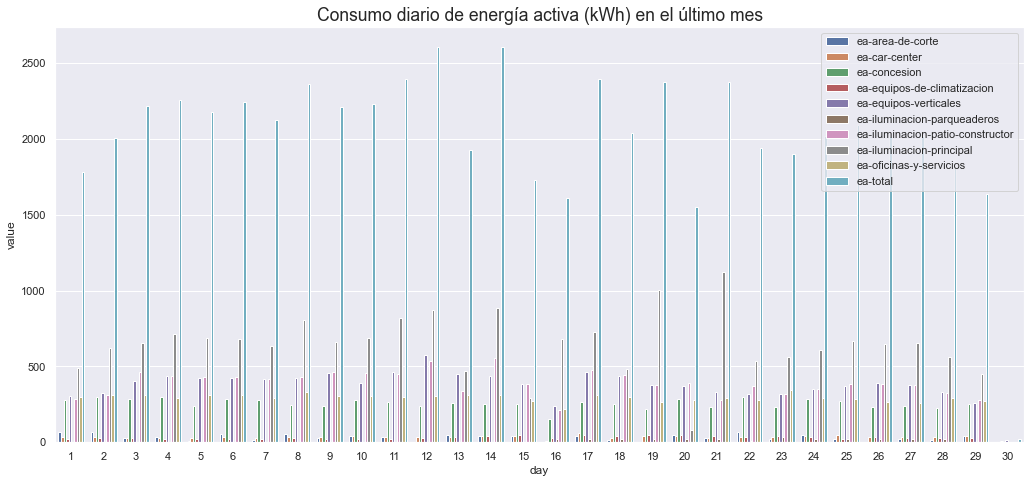 Consumo diario de energía activa (kWh) en el último mes
ea-area-de-corte
ea-car-center
ea-concesion
ea-equipos-de-climatizacion
ea-equipos-verticales
ea-iluminacion-parqueaderos
ea-iluminacion-patio-constructor
ea-iluminacion-principal
ea-oficinas-y-servicios
ea-total
2500
2000
1500
1000
500
0
value
1 2 3 4 5 6 7 8 9 10 11 12 13 14 15 16 17 18 19 20 21 22 23 24 25 26 27 28 29 30
day